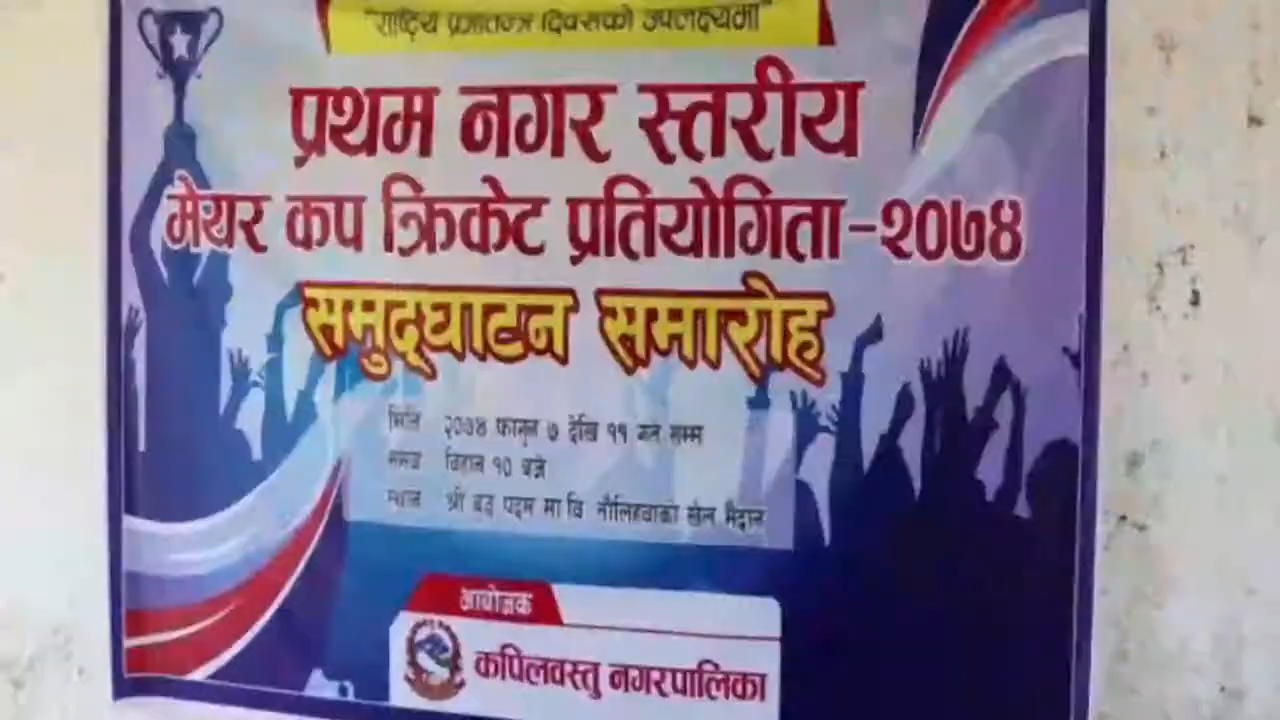 "राष्ट्रिय प्रजातन्त्र दिवसको उपलक्ष्यमा"
प्रथम नगर स्तरीय
मेयर कप क्रिकेट प्रतियोगिता-२०७४
समुद्घाटन समारोह
मिति २०७४ फागुन ७ देखि ११ गते सम्म
समय बिहान १० बजे
स्थान श्री बुद्ध पदम मा वि तौलिहवाको खेल मैदान
आयोजक
कपिलवस्तु नगरपालिका